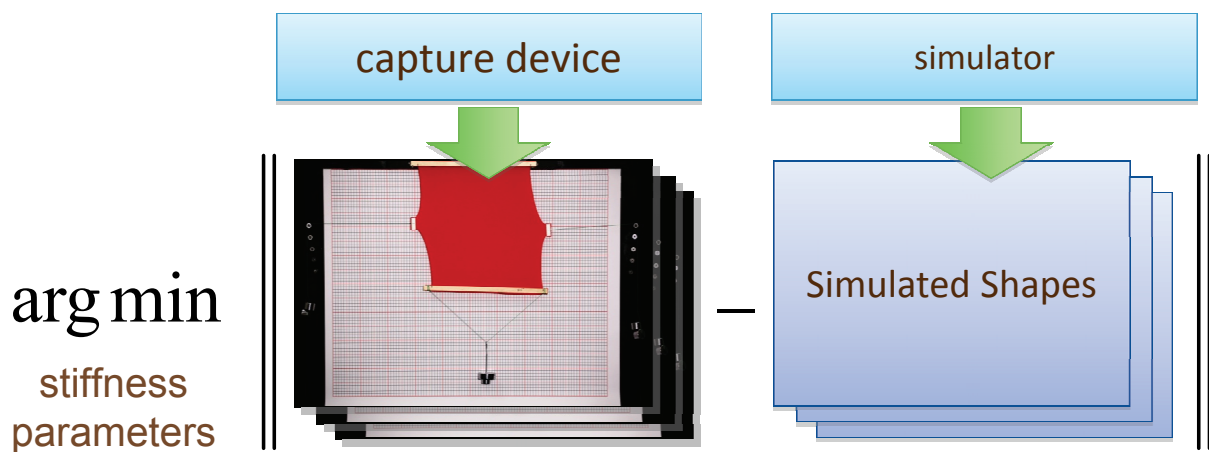 capture device
simulator
arg min
stiffness
parameters
Simulated Shapes